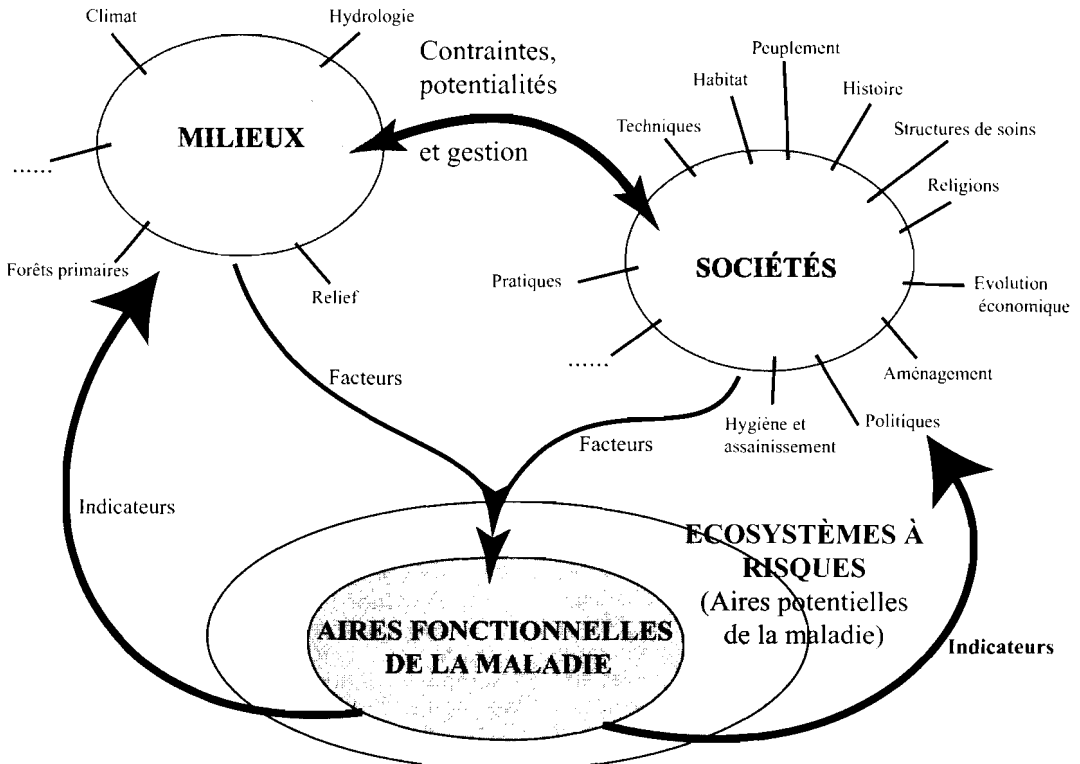 Climat
Hydrologie
Contraintes,
potentialités
et gestion
MILIEUX
......
Forêts primaires
Relief
Peuplement
Habitat
Histoire
Techniques
Structures de soins
Religions
SOCIÉTÉS
Pratiques
Evolution
économique
......
Aménagement
Politiques
Hygiène et
assainissement
Facteurs
Facteurs
Indicateurs
ECOSYSTÈMES À
RISQUES
(Aires potentielles
de la maladie)
AIRES FONCTIONNELLES
DE LA MALADIE
Indicateurs